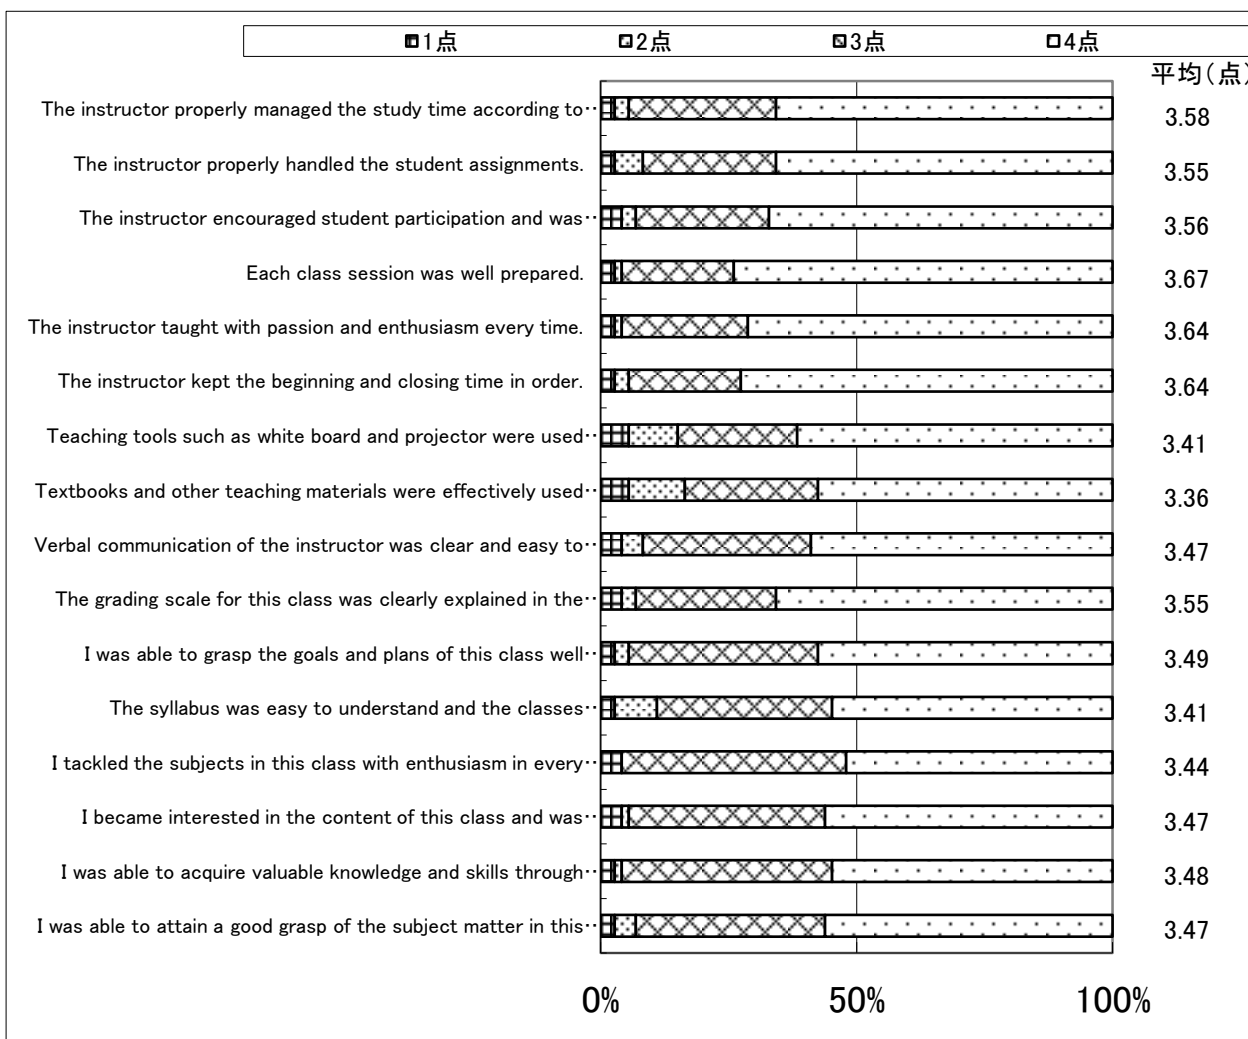 1点 2点 3点 4点
平均(点)
The instructor properly managed the study time according to‥ 3.58
The instructor properly handled the student assignments. 3.55
The instructor encouraged student participation and was‥ 3.56
Each class session was well prepared. 3.67
The instructor taught with passion and enthusiasm every time. 3.64
The instructor kept the beginning and closing time in order. 3.64
Teaching tools such as white board and projector were used‥ 3.41
Textbooks and other teaching materials were effectively used‥ 3.36
Verbal communication of the instructor was clear and easy to‥ 3.47
The grading scale for this class was clearly explained in the‥ 3.55
I was able to grasp the goals and plans of this class well‥ 3.49
The syllabus was easy to understand and the classes‥ 3.41
I tackled the subjects in this class with enthusiasm in every‥ 3.44
I became interested in the content of this class and was‥ 3.47
I was able to acquire valuable knowledge and skills through‥ 3.48
I was able to attain a good grasp of the subject matter in this‥ 3.47
0% 50% 100%